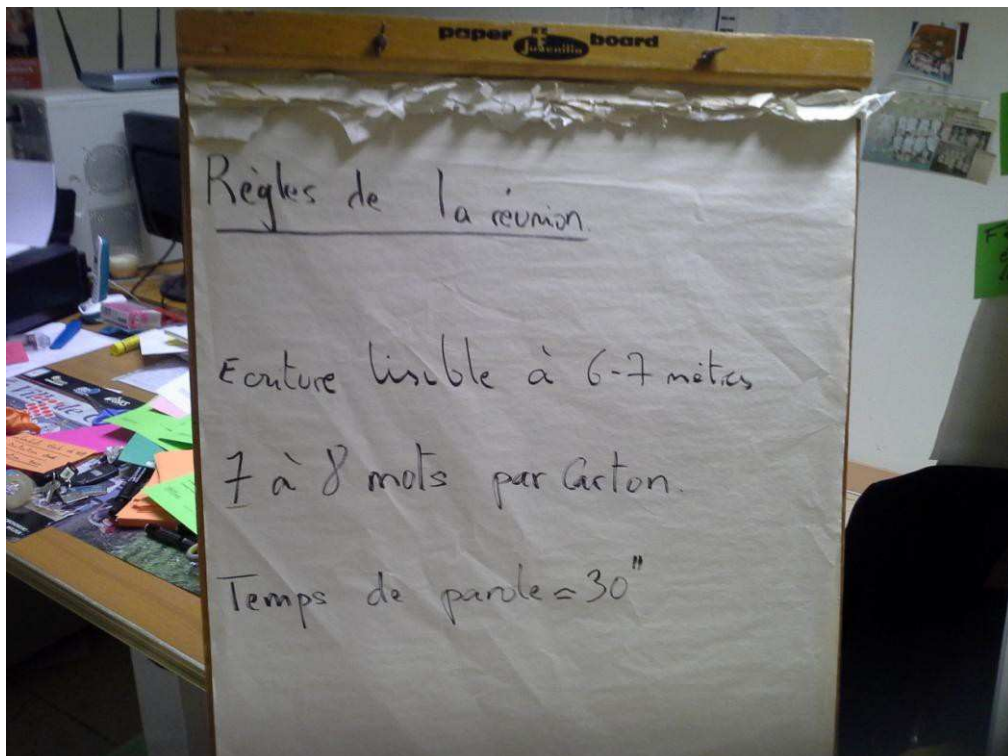 paper Juvenilia board
Règles de la réunion.
Ecriture lisible à 6-7 mètres
7 à 8 mots par Carton.
Temps de parole = 30"